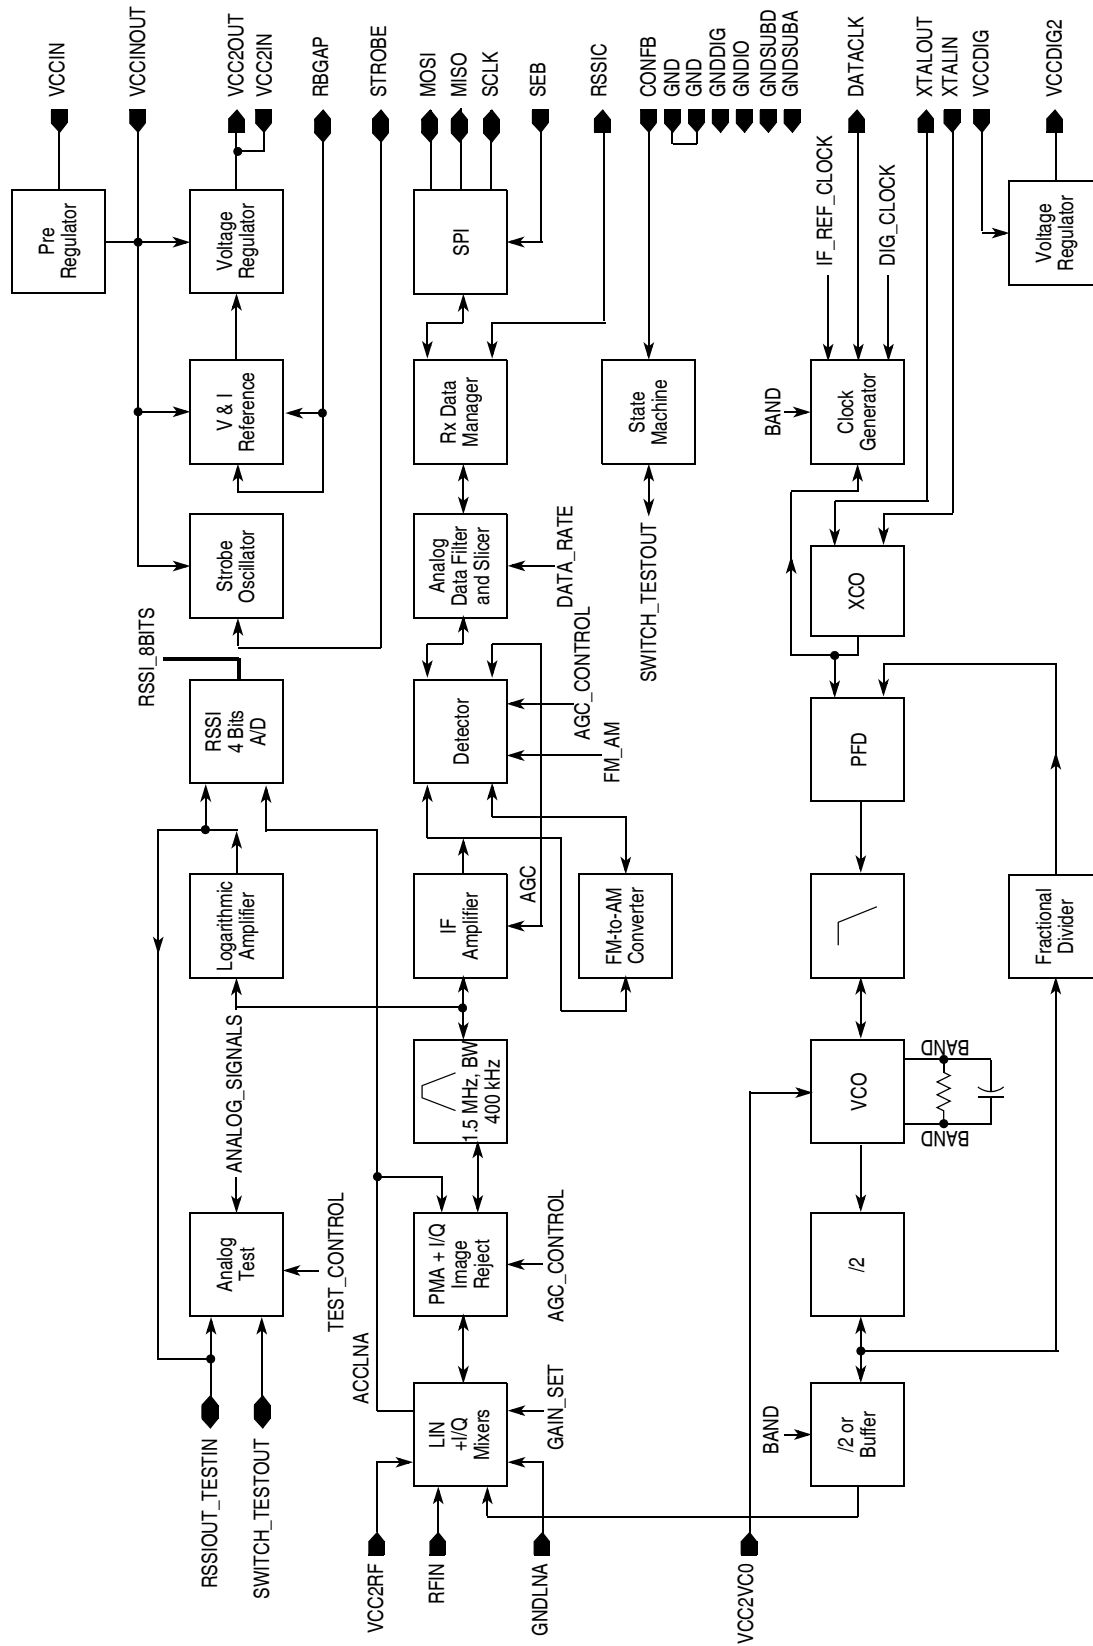 RSSIOUT_TESTIN
SWITCH_TESTOUT
VCC2RF
RFIN
GNDLNA
VCC2VC0
Analog
Test
TEST_CONTROL
ANALOG_SIGNALS
Logarithmic
Amplifier
RSSI
4 Bits
A/D
RSSI_8BITS
Strobe
Oscillator
V & I
Reference
Voltage
Regulator
Pre
Regulator
VCCIN
VCCINOUT
VCC2OUT
VCC2IN
RBGAP
STROBE
ACCLNA
LIN
+I/Q
Mixers
GAIN_SET
PMA + I/Q
Image
Reject
AGC_CONTROL
1.5 MHz, BW
400 kHz
IF
Amplifier
AGC
FM-to-AM
Converter
Detector
FM_AM
AGC_CONTROL
Analog
Data Filter
and Slicer
DATA_RATE
Rx Data
Manager
SPI
MOSI
MISO
SCLK
SEB
RSSIC
SWITCH_TESTOUT
State
Machine
CONFB
GND
GND
GNDDIG
GNDIO
GNDSUBD
GNDSUBA
BAND
/2 or
Buffer
/2
VCO
BAND
BAND
PFD
XCO
BAND
Clock
Generator
IF_REF_CLOCK
DIG_CLOCK
DATACLK
XTALOUT
XTALIN
VCCDIG
Fractional
Divider
Voltage
Regulator
VCCDIG2